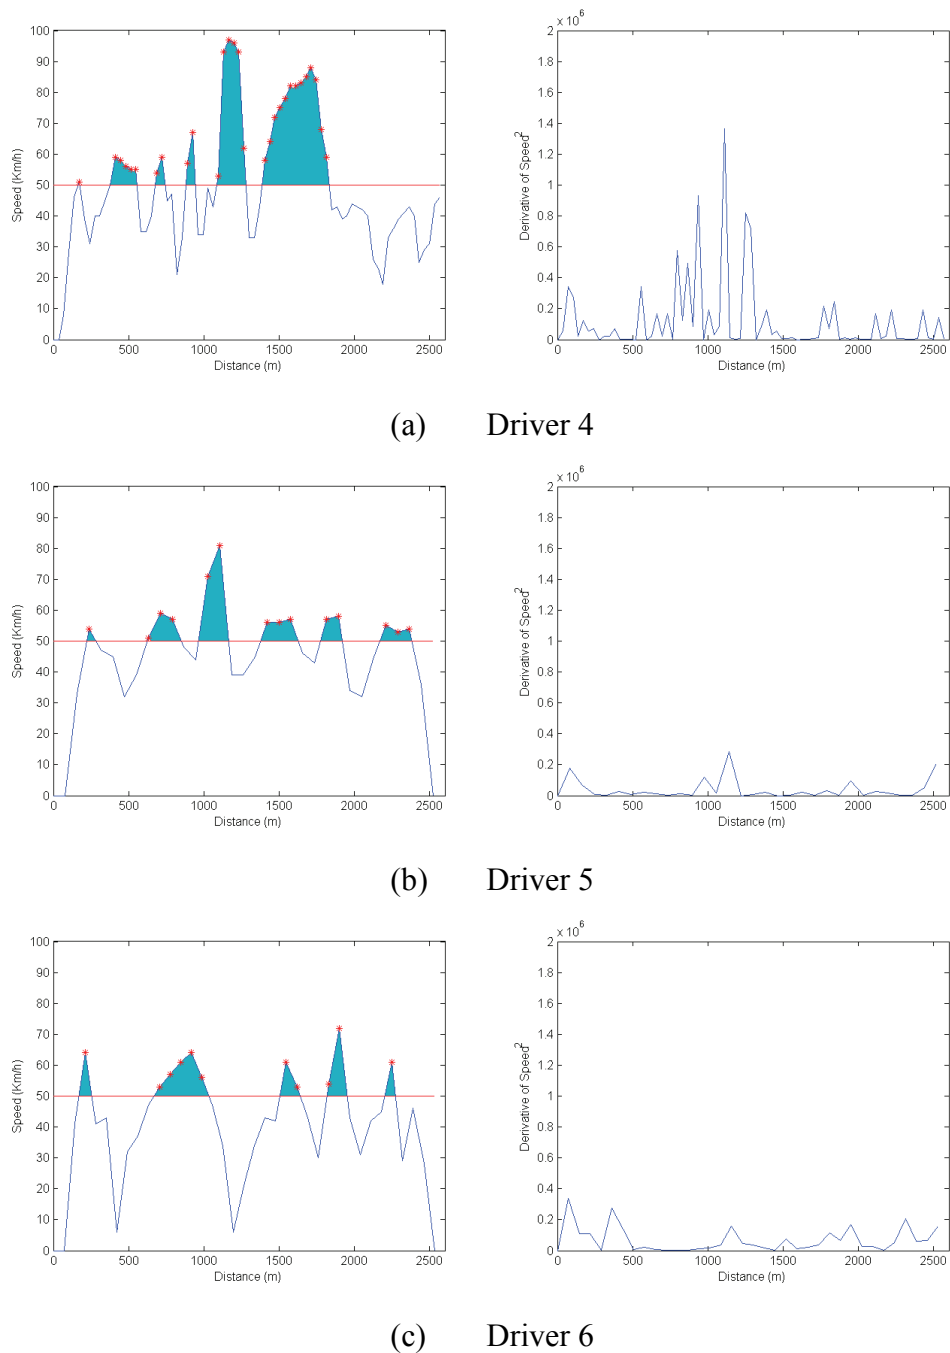 100
90
80
70
60
50
40
30
20
10
0
Speed (Km/h)
0 500 1000 1500 2000 2500
Distance (m)
x 10^6
2
1.8
1.6
1.4
1.2
1
0.8
0.6
0.4
0.2
0
Derivative of Speed^2
0 500 1000 1500 2000 2500
Distance (m)
(a) Driver 4
100
90
80
70
60
50
40
30
20
10
0
Speed (Km/h)
0 500 1000 1500 2000 2500
Distance (m)
x 10^6
2
1.8
1.6
1.4
1.2
1
0.8
0.6
0.4
0.2
0
Derivative of Speed^2
0 500 1000 1500 2000 2500
Distance (m)
(b) Driver 5
100
90
80
70
60
50
40
30
20
10
0
Speed (Km/h)
0 500 1000 1500 2000 2500
Distance (m)
x 10^6
2
1.8
1.6
1.4
1.2
1
0.8
0.6
0.4
0.2
0
Derivative of Speed^2
0 500 1000 1500 2000 2500
Distance (m)
(c) Driver 6